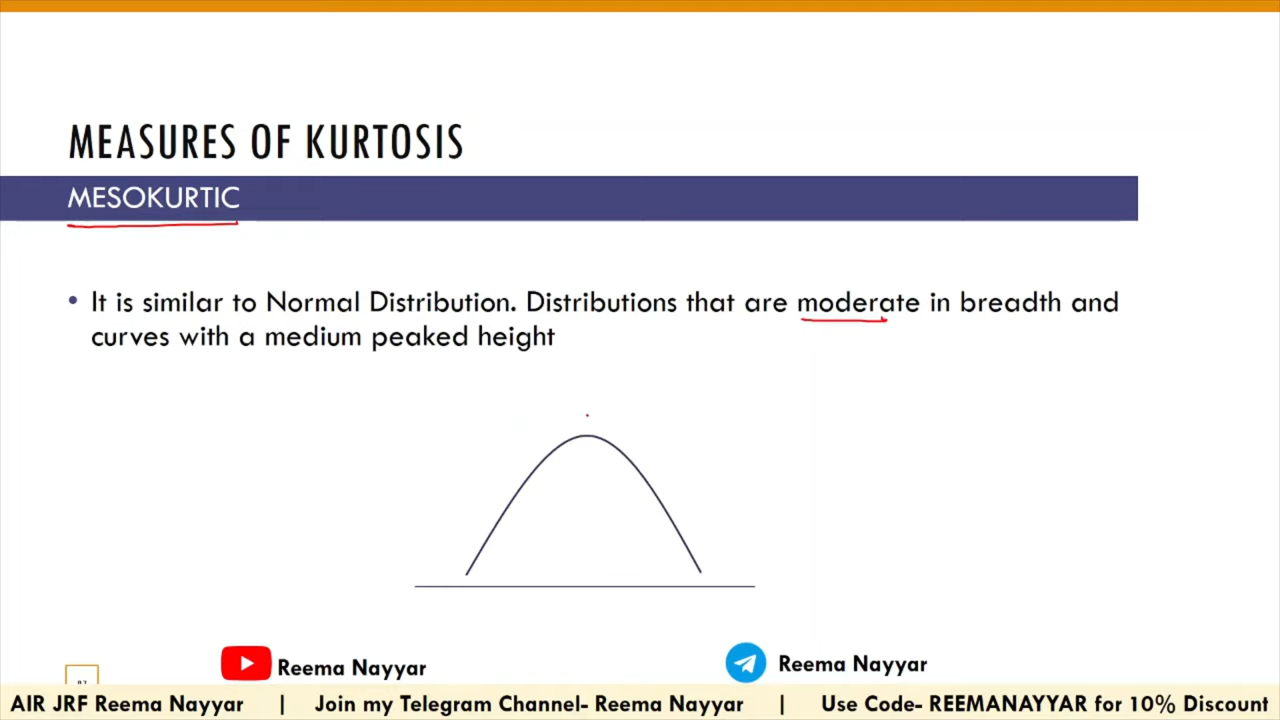 MEASURES OF KURTOSIS
MESOKURTIC
• It is similar to Normal Distribution. Distributions that are moderate in breadth and
curves with a medium peaked height
Reema Nayyar
Reema Nayyar
AIR JRF Reema Nayyar | Join my Telegram Channel- Reema Nayyar | Use Code- REEMANAYYAR for 10% Discount